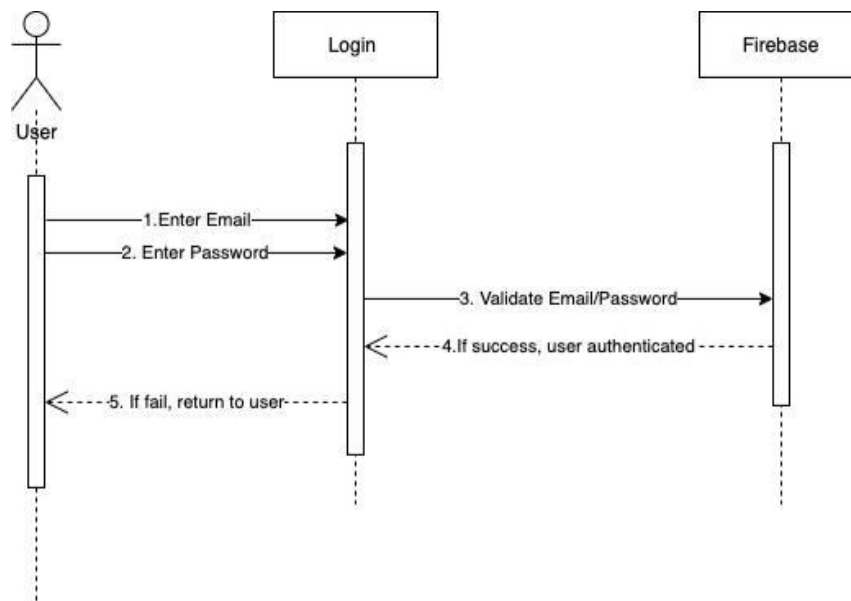 Login
Firebase
User
1.Enter Email
2. Enter Password
3. Validate Email/Password
4.If success, user authenticated
5. If fail, return to user